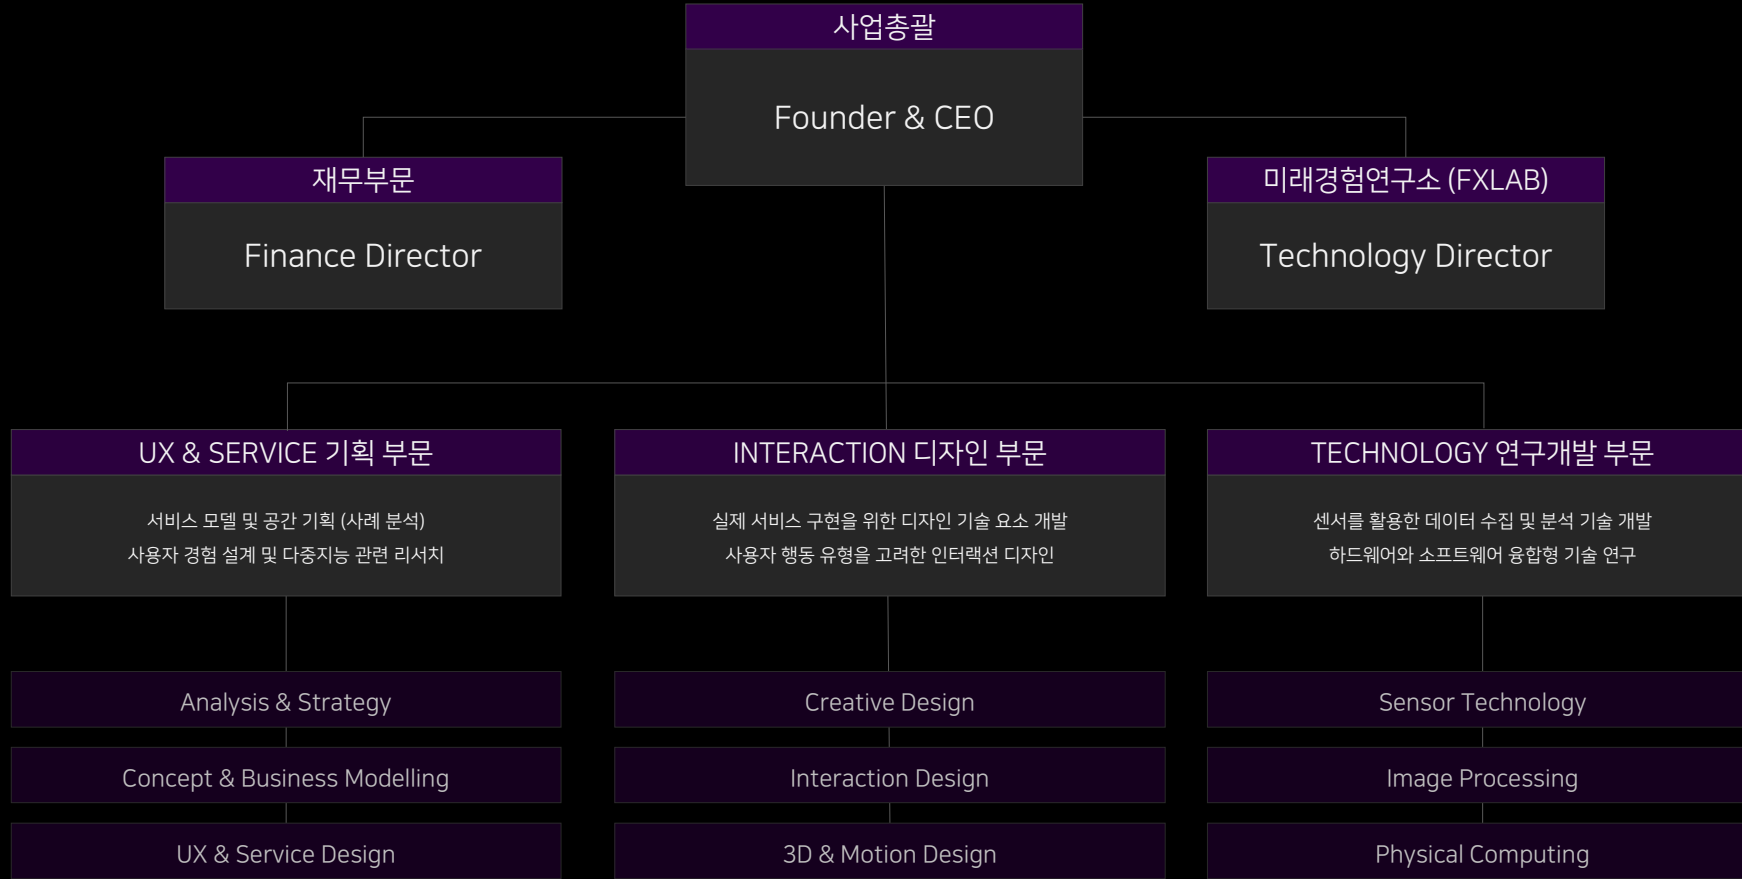 사업총괄
Founder & CEO
재무부문
Finance Director
미래경험연구소 (FXLAB)
Technology Director
UX & SERVICE 기획 부문
서비스 모델 및 공간 기획 (사례 분석)
사용자 경험 설계 및 다중지능 관련 리서치
Analysis & Strategy
Concept & Business Modelling
UX & Service Design
INTERACTION 디자인 부문
실제 서비스 구현을 위한 디자인 기술 요소 개발
사용자 행동 유형을 고려한 인터랙션 디자인
Creative Design
Interaction Design
3D & Motion Design
TECHNOLOGY 연구개발 부문
센서를 활용한 데이터 수집 및 분석 기술 개발
하드웨어와 소프트웨어 융합형 기술 연구
Sensor Technology
Image Processing
Physical Computing